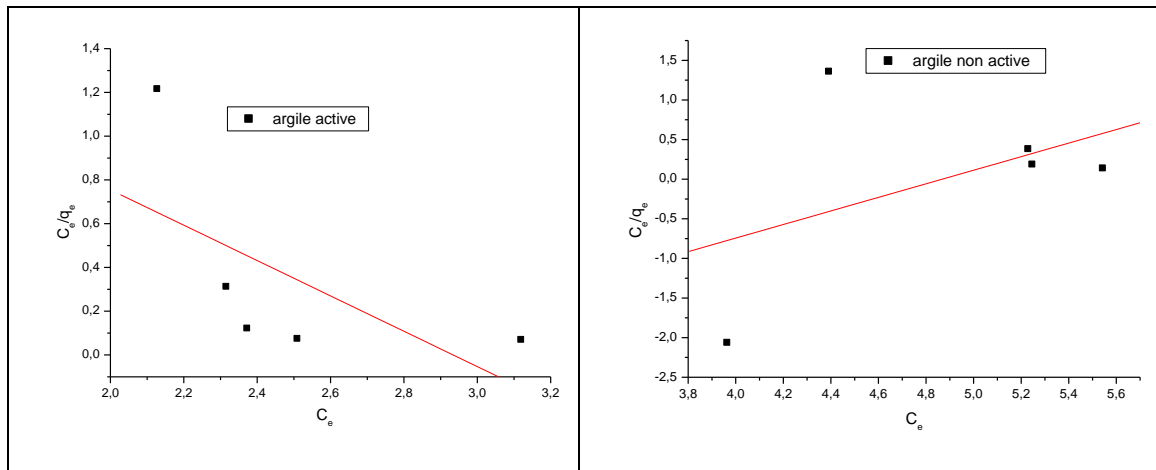 1,4
1,2
1,0
0,8
0,6
0,4
0,2
0,0
C_e/q_e
argile active
2,0 2,2 2,4 2,6 2,8 3,0 3,2
C_e
1,5
1,0
0,5
0,0
-0,5
-1,0
-1,5
-2,0
-2,5
C_e/q_e
argile non active
3,8 4,0 4,2 4,4 4,6 4,8 5,0 5,2 5,4 5,6
C_e